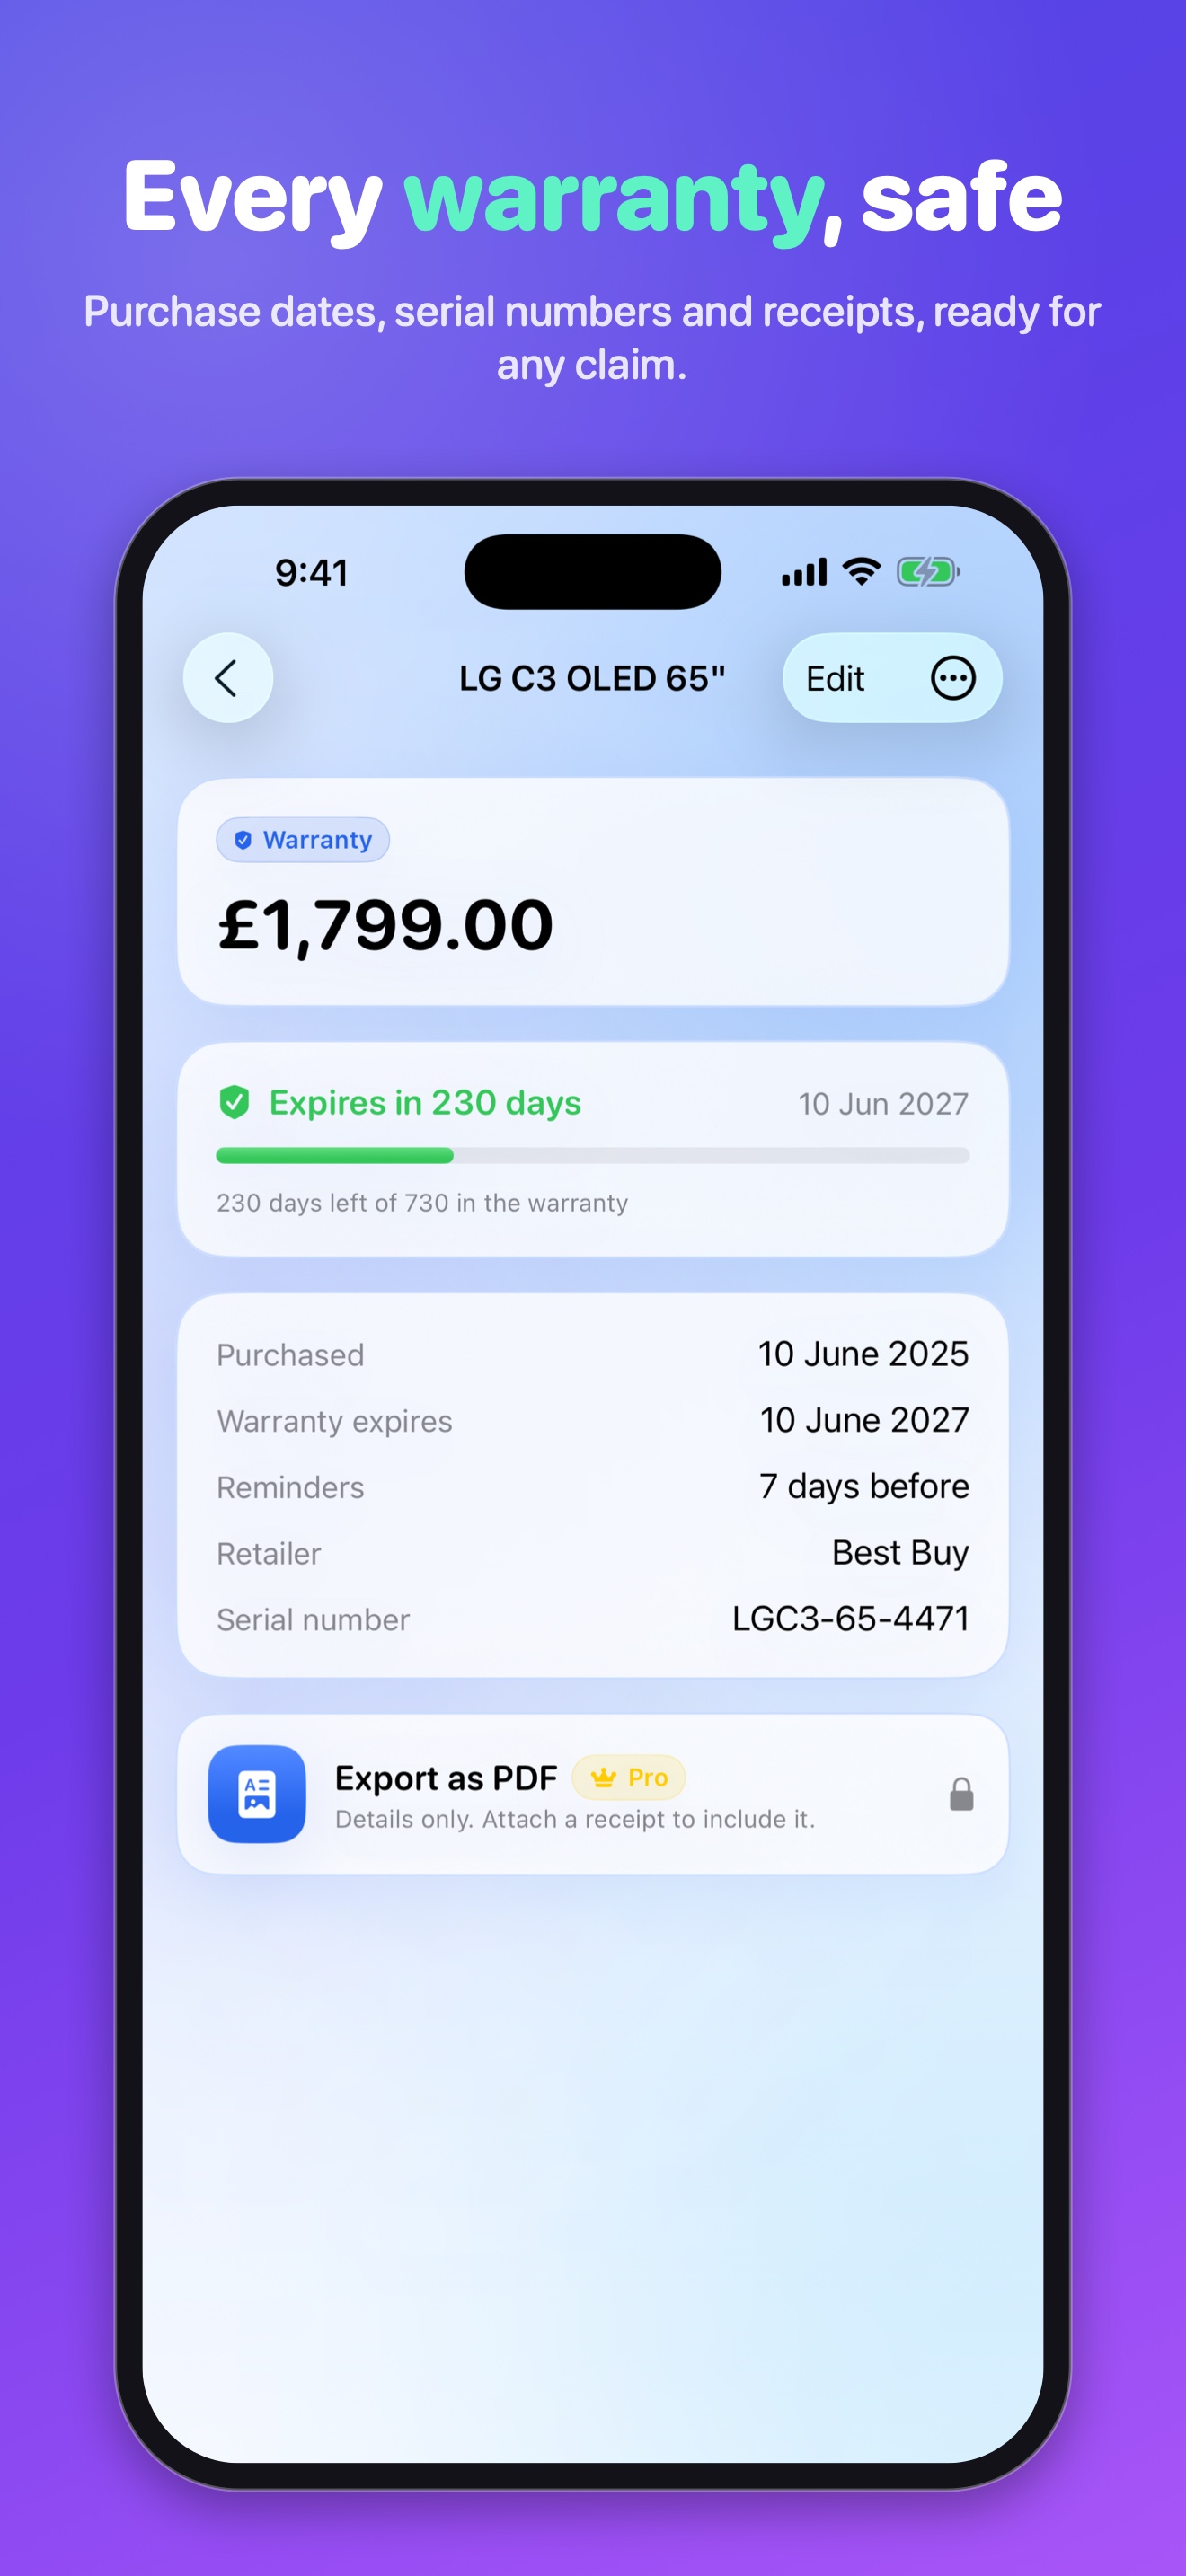 Every warranty, safe
Purchase dates, serial numbers and receipts, ready for
any claim.
9:41
LG C3 OLED 65"
Edit
Warranty
£1,799.00
Expires in 230 days
10 Jun 2027
230 days left of 730 in the warranty
Purchased
10 June 2025
Warranty expires
10 June 2027
Reminders
7 days before
Retailer
Best Buy
Serial number
LGC3-65-4471
Export as PDF
Pro
Details only. Attach a receipt to include it.